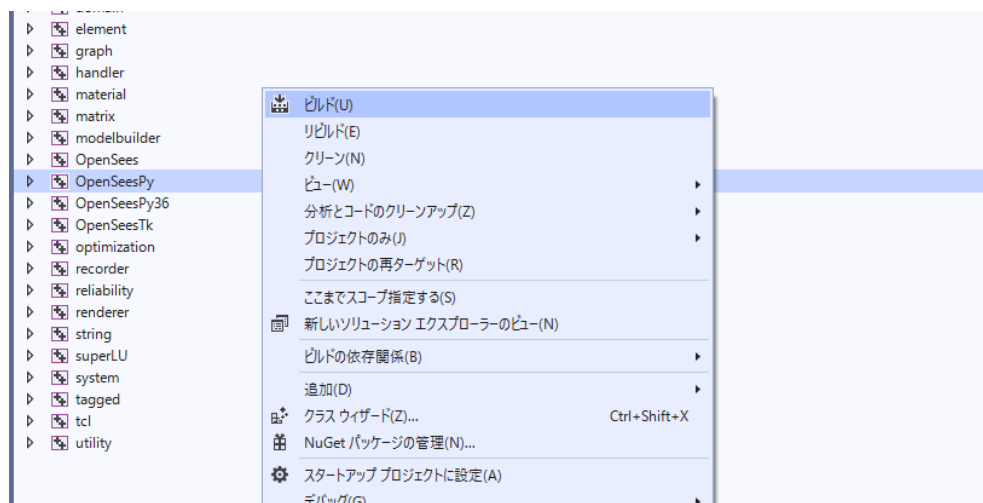 domain
element
graph
handler
material
matrix
modelbuilder
OpenSees
OpenSeesPy
OpenSeesPy36
OpenSeesTk
optimization
recorder
reliability
renderer
string
superLU
system
tagged
tcl
utility
ビルド(U)
リビルド(E)
クリーン(N)
ビュー(W)
分析とコードのクリーンアップ(Z)
プロジェクトのみ(J)
プロジェクトの再ターゲット(R)
ここまでスコープ指定する(S)
新しいソリューション エクスプローラーのビュー(N)
ビルドの依存関係(B)
追加(D)
クラス ウィザード(Z)... Ctrl+Shift+X
NuGet パッケージの管理(N)...
スタートアップ プロジェクトに設定(A)
デバッグ(G)